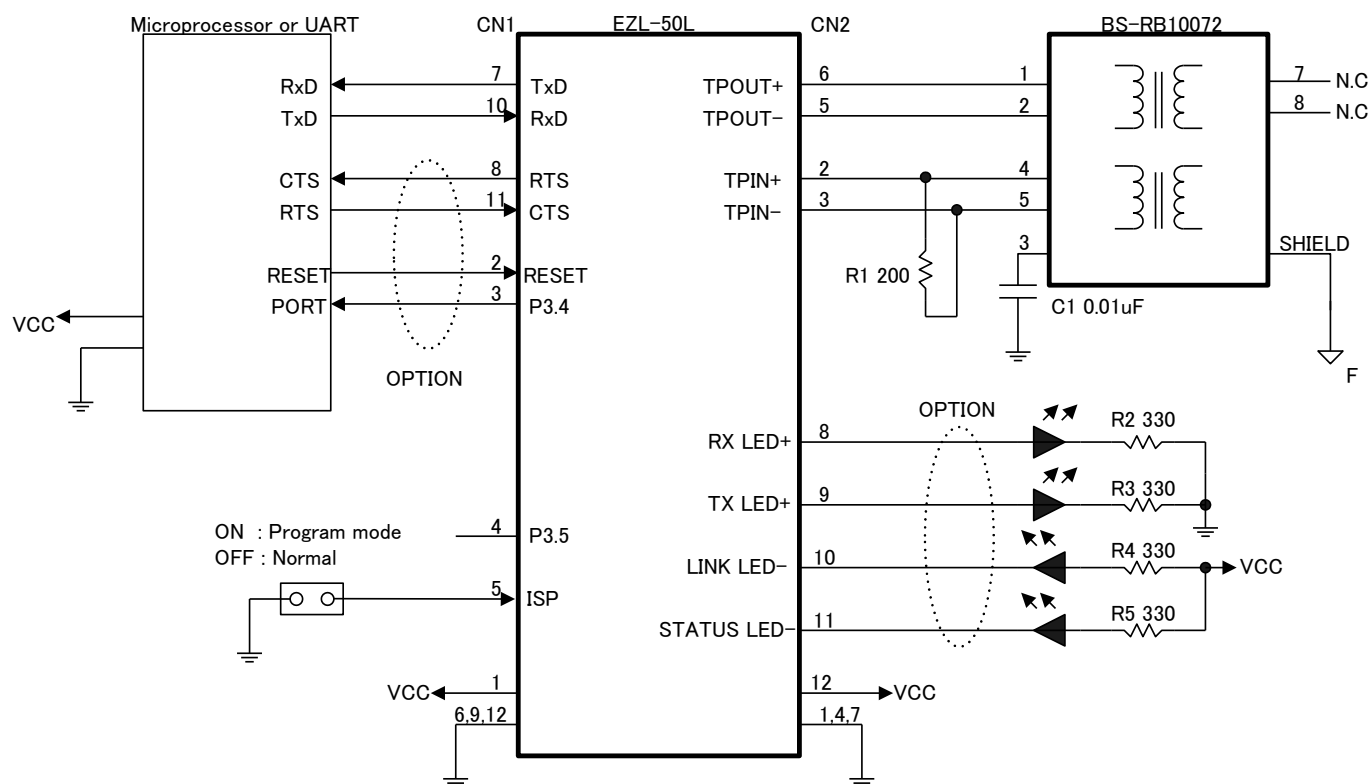 Microprocessor or UART
CN1
EZL-50L
CN2
BS-RB10072
RxD
7
TxD
TPOUT+
6
1
7
N.C
TxD
10
RxD
TPOUT-
5
2
8
N.C
CTS
8
RTS
TPIN+
2
4
RTS
11
CTS
TPIN-
3
5
RESET
2
RESET
3
SHIELD
PORT
3
P3.4
R1 200
C1 0.01uF
VCC
OPTION
F
OPTION
RX LED+
8
R2 330
TX LED+
9
R3 330
ON : Program mode
OFF : Normal
4
P3.5
LINK LED-
10
R4 330
VCC
5
ISP
STATUS LED-
11
R5 330
VCC
1
12
VCC
6,9,12
1,4,7